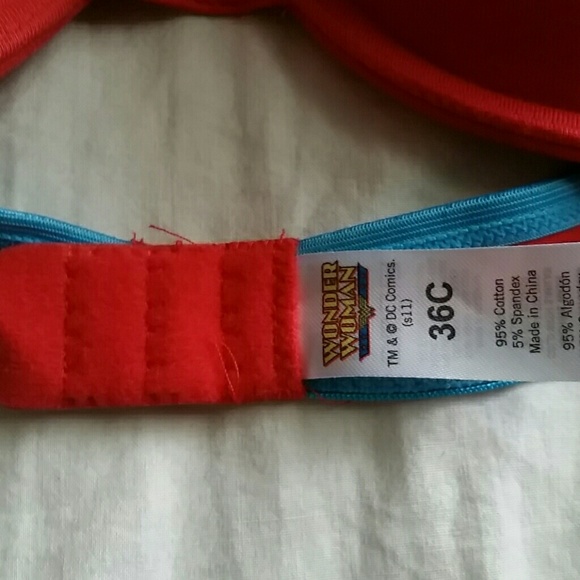 WONDER
WOMAN
TM & © DC Comics.
(s11)
36C
95% Cotton
5% Spandex
Made in China
95% Algodón